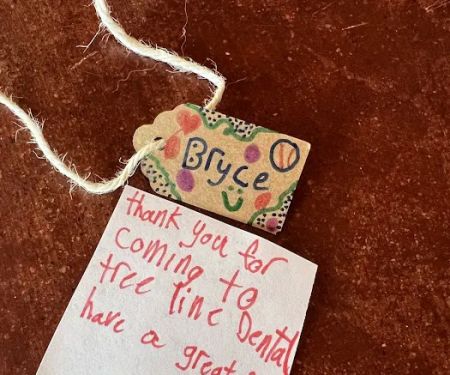 Bryce
thank you for
coming to
tree line Dental
have a great